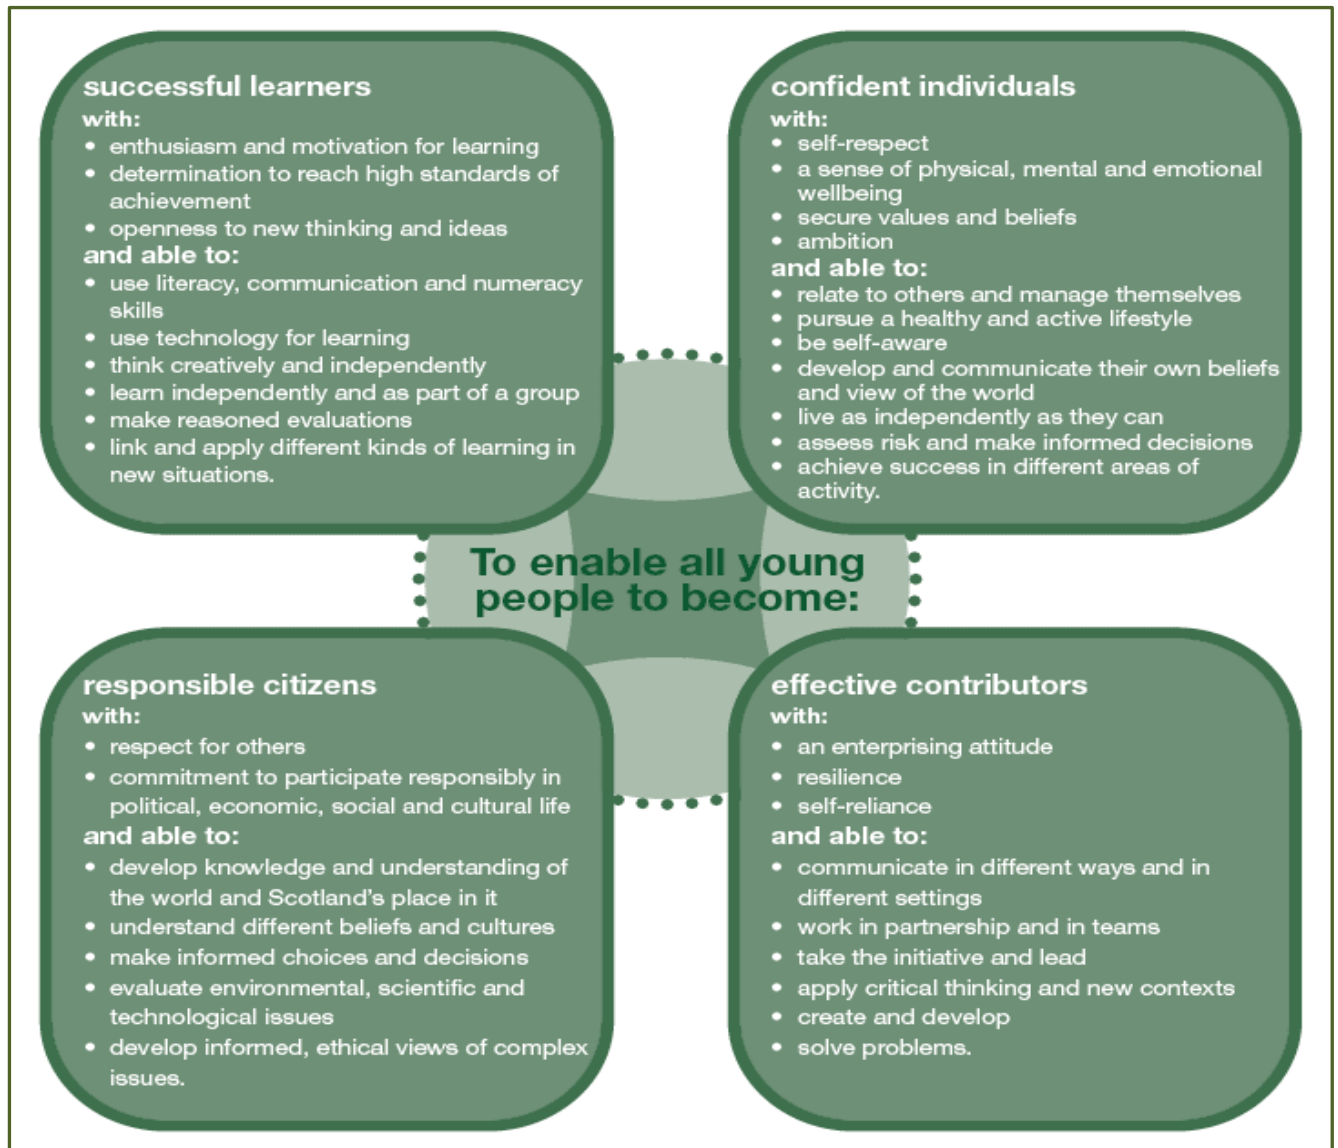 successful learners
with:
• enthusiasm and motivation for learning
• determination to reach high standards of
achievement
• openness to new thinking and ideas
and able to:
• use literacy, communication and numeracy
skills
• use technology for learning
• think creatively and independently
• learn independently and as part of a group
• make reasoned evaluations
• link and apply different kinds of learning in
new situations.
confident individuals
with:
• self-respect
• a sense of physical, mental and emotional
wellbeing
• secure values and beliefs
• ambition
and able to:
• relate to others and manage themselves
• pursue a healthy and active lifestyle
• be self-aware
• develop and communicate their own beliefs
and view of the world
• live as independently as they can
• assess risk and make informed decisions
• achieve success in different areas of
activity.
To enable all young
people to become:
responsible citizens
with:
• respect for others
• commitment to participate responsibly in
political, economic, social and cultural life
and able to:
• develop knowledge and understanding of
the world and Scotland's place in it
• understand different beliefs and cultures
• make informed choices and decisions
• evaluate environmental, scientific and
technological issues
• develop informed, ethical views of complex
issues.
effective contributors
with:
• an enterprising attitude
• resilience
• self-reliance
and able to:
• communicate in different ways and in
different settings
• work in partnership and in teams
• take the initiative and lead
• apply critical thinking and new contexts
• create and develop
• solve problems.